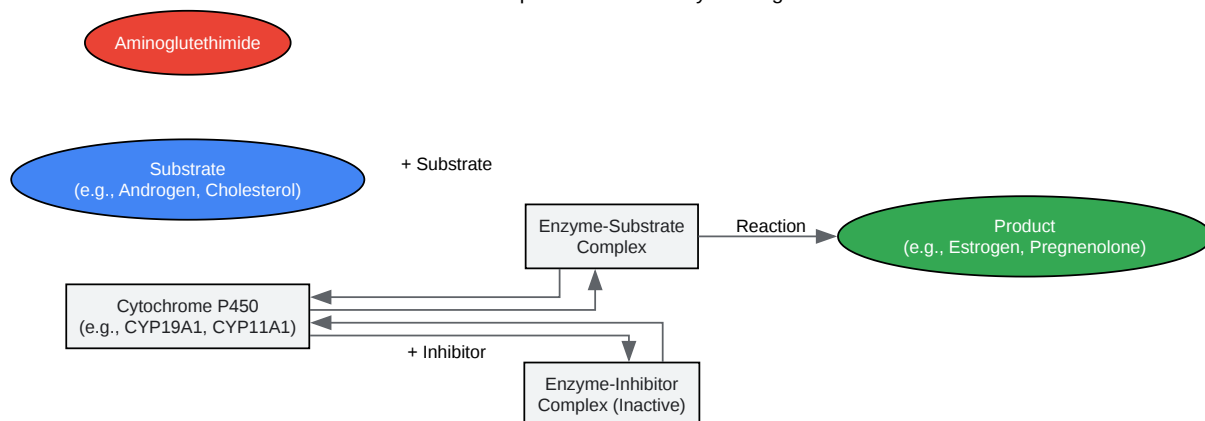 Aminoglutethimide
Substrate
(e.g., Androgen, Cholesterol)
+ Substrate
Enzyme-Substrate
Complex
Reaction
Product
(e.g., Estrogen, Pregnenolone)
Cytochrome P450
(e.g., CYP19A1, CYP11A1)
+ Inhibitor
Enzyme-Inhibitor
Complex (Inactive)